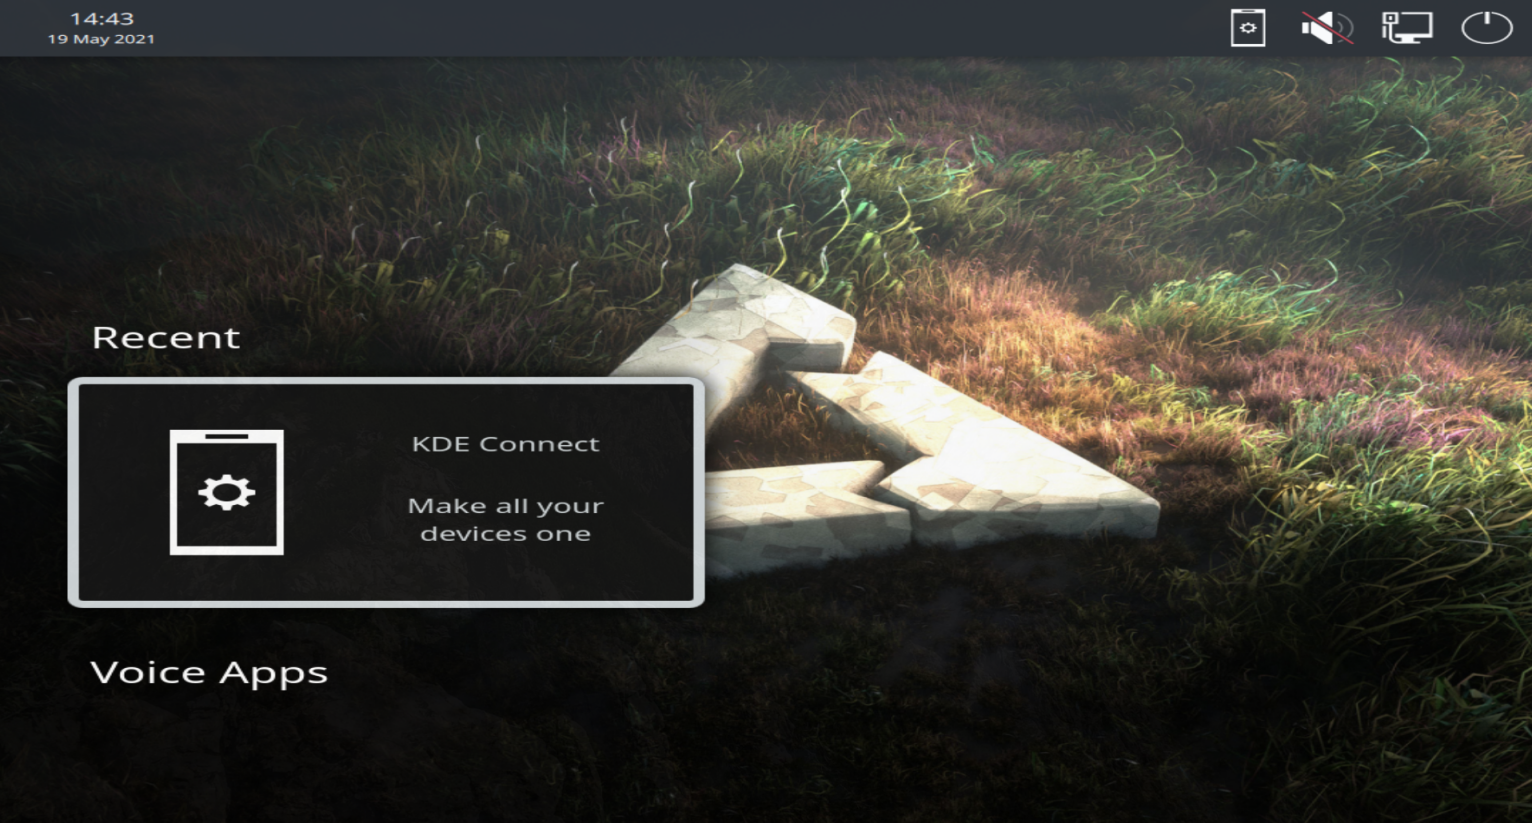 14:43
19 May 2021
Recent
KDE Connect
Make all your
devices one
Voice Apps